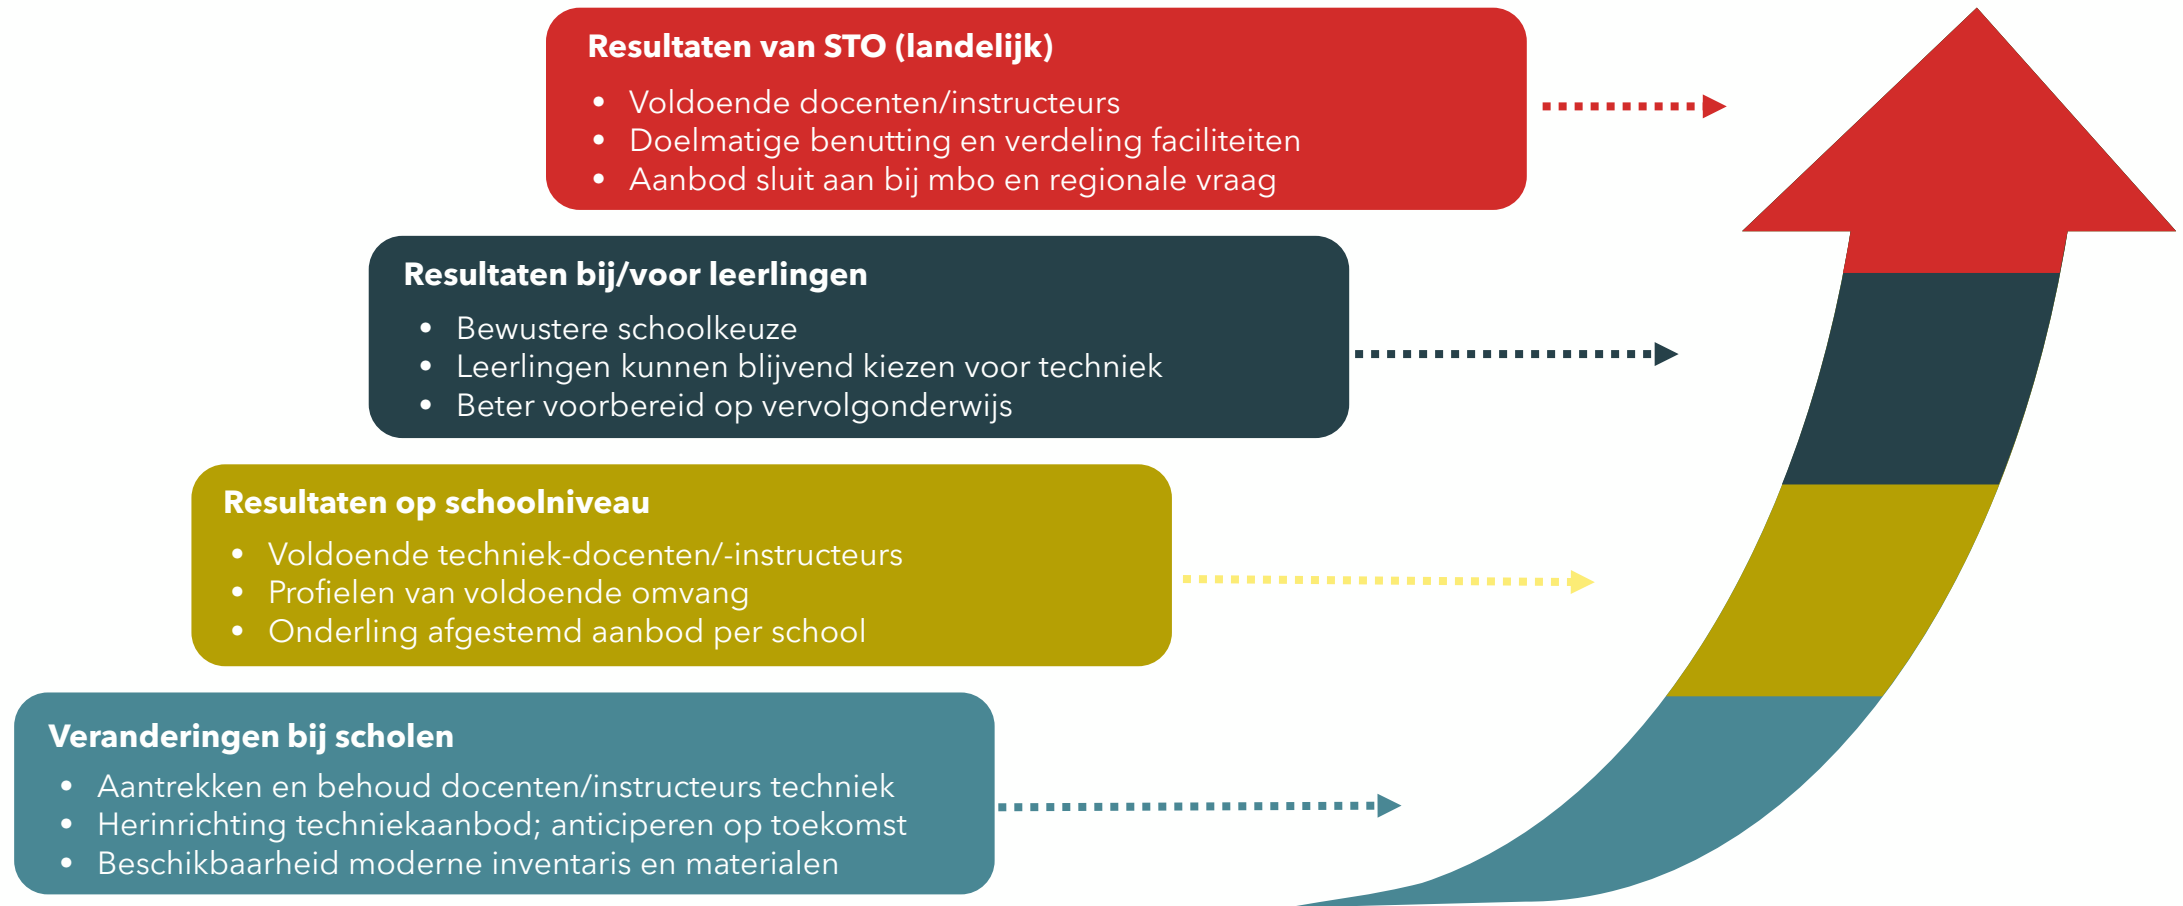 Resultaten van STO (landelijk)
• Voldoende docenten/instructeurs
• Doelmatige benutting en verdeling faciliteiten
• Aanbod sluit aan bij mbo en regionale vraag
Resultaten bij/voor leerlingen
• Bewustere schoolkeuze
• Leerlingen kunnen blijvend kiezen voor techniek
• Beter voorbereid op vervolgonderwijs
Resultaten op schoolniveau
• Voldoende techniek-docenten/-instructeurs
• Profielen van voldoende omvang
• Onderling afgestemd aanbod per school
Veranderingen bij scholen
• Aantrekken en behoud docenten/instructeurs techniek
• Herinrichting techniekaanbod; anticiperen op toekomst
• Beschikbaarheid moderne inventaris en materialen